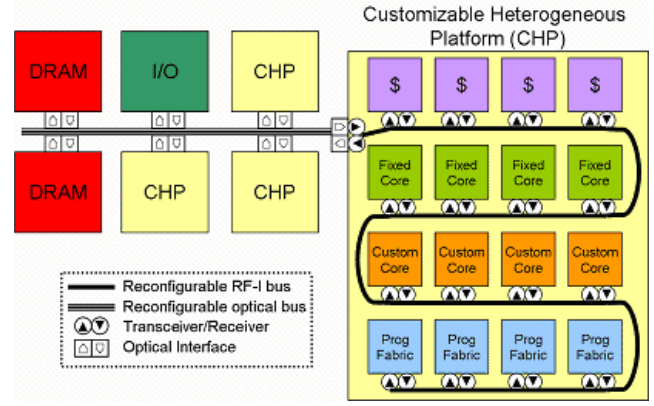 Customizable Heterogeneous
Platform (CHP)
DRAM
I/O
CHP
$
$
$
$
DRAM
CHP
CHP
Fixed
Core
Fixed
Core
Fixed
Core
Fixed
Core
Custom
Core
Custom
Core
Custom
Core
Custom
Core
Prog
Fabric
Prog
Fabric
Prog
Fabric
Prog
Fabric
Reconfigurable RF-I bus
Reconfigurable optical bus
Transceiver/Receiver
Optical Interface